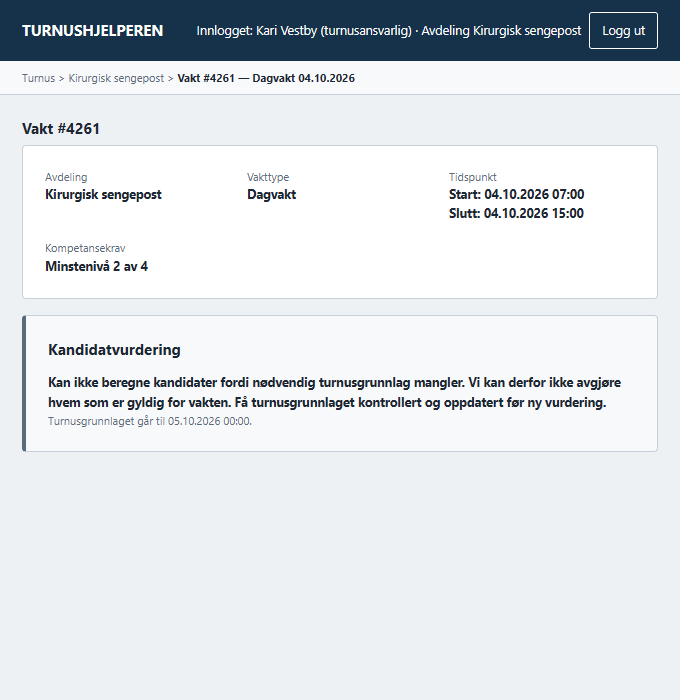 TURNUSHJELPEREN
Innlogget: Kari Vestby (turnusansvarlig) · Avdeling Kirurgisk sengepost
Logg ut
Turnus > Kirurgisk sengepost > Vakt #4261 — Dagvakt 04.10.2026
Vakt #4261
Avdeling
Kirurgisk sengepost
Vakttype
Dagvakt
Tidspunkt
Start: 04.10.2026 07:00
Slutt: 04.10.2026 15:00
Kompetansekrav
Minstenivå 2 av 4
Kandidatvurdering
Kan ikke beregne kandidater fordi nødvendig turnusgrunnlag mangler. Vi kan derfor ikke avgjøre
hvem som er gyldig for vakten. Få turnusgrunnlaget kontrollert og oppdatert før ny vurdering.
Turnusgrunnlaget går til 05.10.2026 00:00.